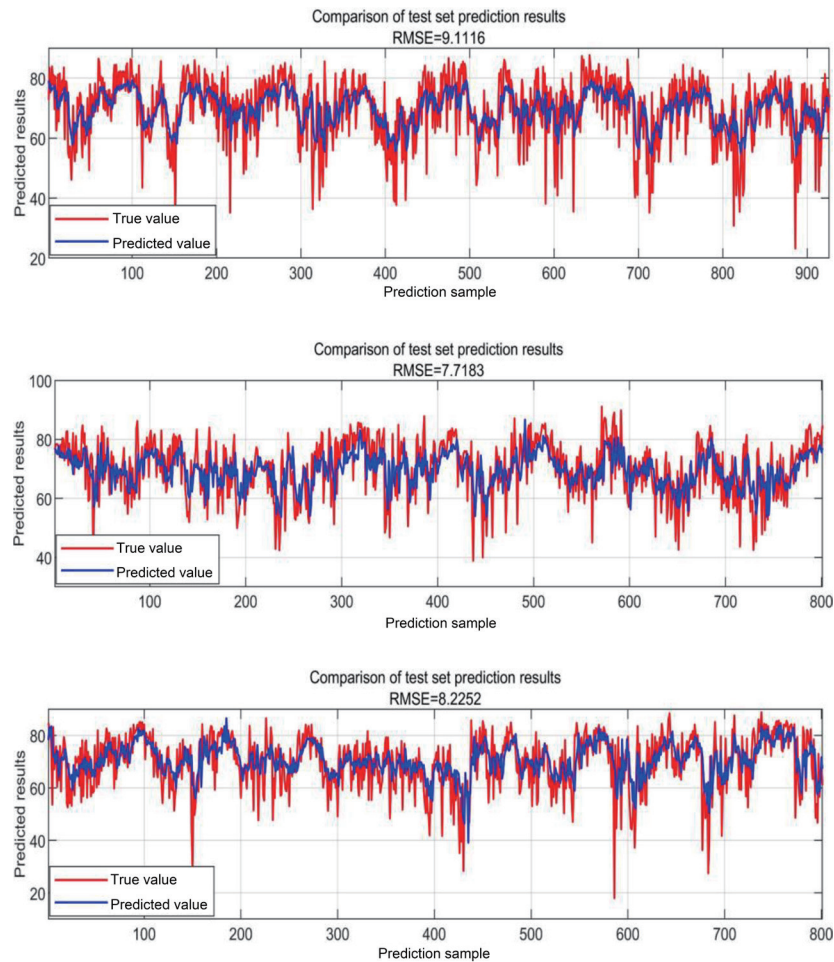 Comparison of test set prediction results
RMSE=9.1116
Predicted results
80
60
40
20
True value
Predicted value
100 200 300 400 500 600 700 800 900
Prediction sample
Comparison of test set prediction results
RMSE=7.7183
Predicted results
100
80
60
40
True value
Predicted value
100 200 300 400 500 600 700 800
Prediction sample
Comparison of test set prediction results
RMSE=8.2252
Predicted results
80
60
40
20
True value
Predicted value
100 200 300 400 500 600 700 800
Prediction sample